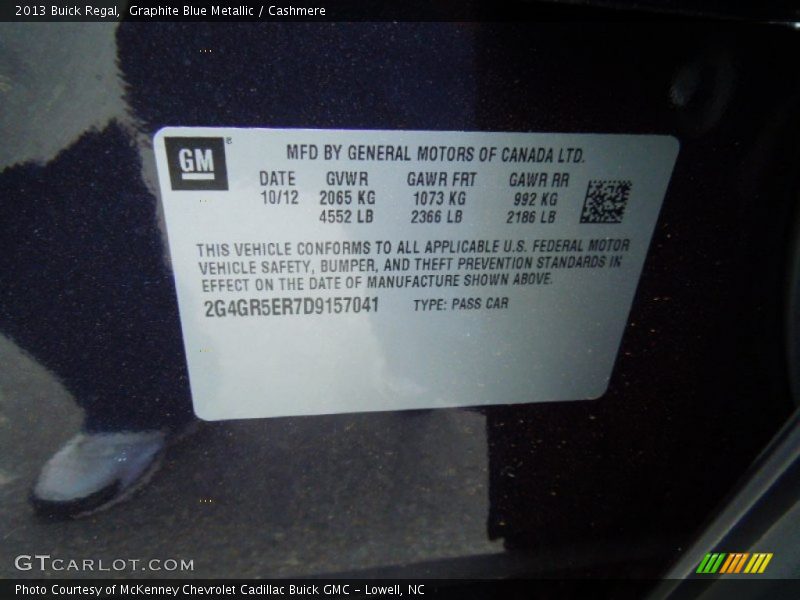 2013 Buick Regal, Graphite Blue Metallic / Cashmere
GM ®
MFD BY GENERAL MOTORS OF CANADA LTD.
DATE GVWR GAWR FRT GAWR RR
10/12 2065 KG 1073 KG 992 KG
4552 LB 2366 LB 2186 LB
THIS VEHICLE CONFORMS TO ALL APPLICABLE U.S. FEDERAL MOTOR
VEHICLE SAFETY, BUMPER, AND THEFT PREVENTION STANDARDS IN
EFFECT ON THE DATE OF MANUFACTURE SHOWN ABOVE.
2G4GR5ER7D9157041 TYPE: PASS CAR
GTCARLOT.COM
Photo Courtesy of McKenney Chevrolet Cadillac Buick GMC - Lowell, NC